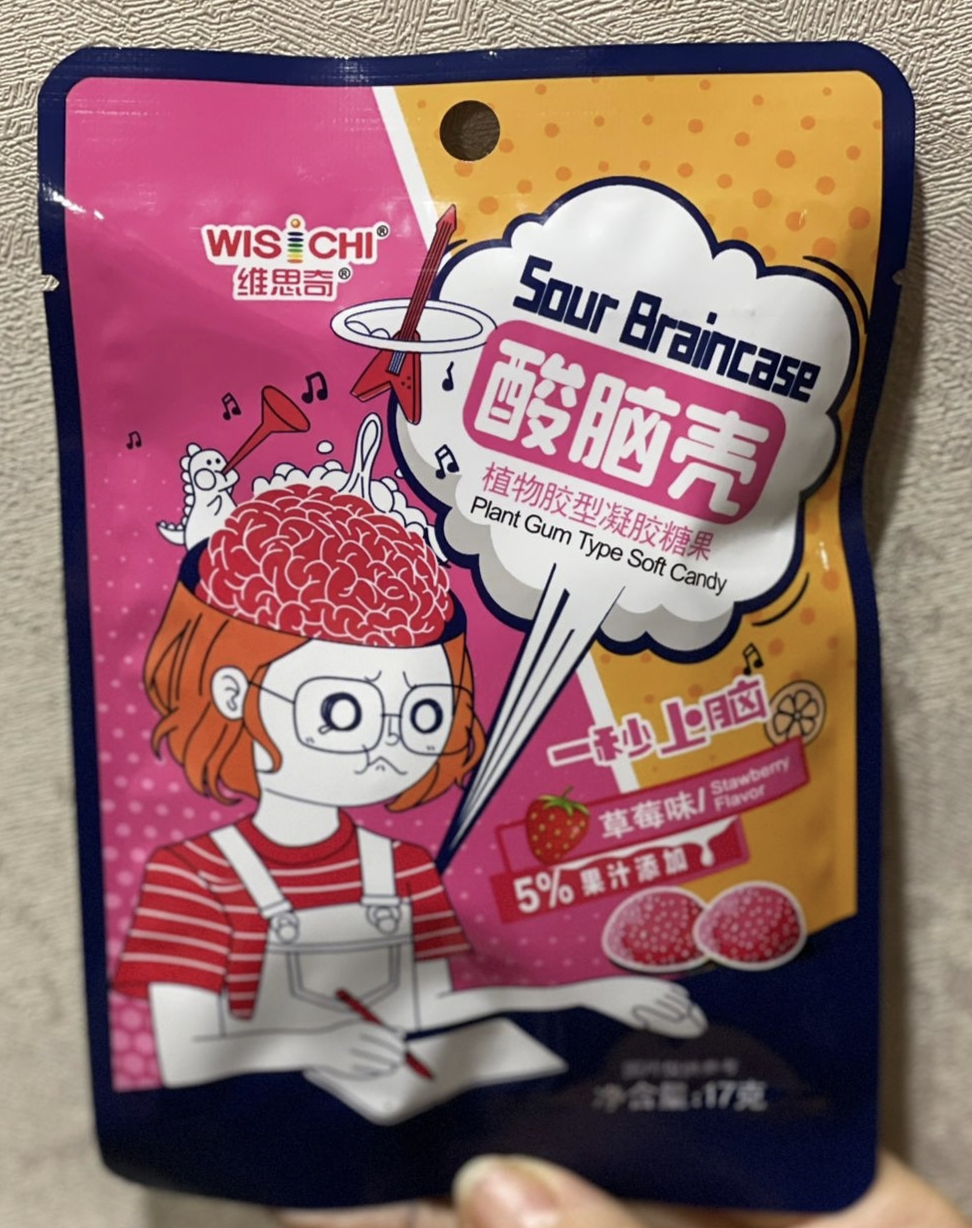 WISICHI®
维思奇®
Sour Braincase
酸脑壳
植物胶型凝胶糖果
Plant Gum Type Soft Candy
一秒上脑
草莓味/
Stawberry
Flavor
5%果汁添加
净含量:17克